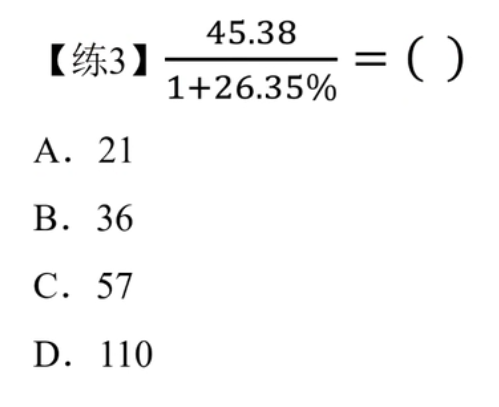 【练3】45.38/1+26.35% = ( )
A. 21
B. 36
C. 57
D. 110